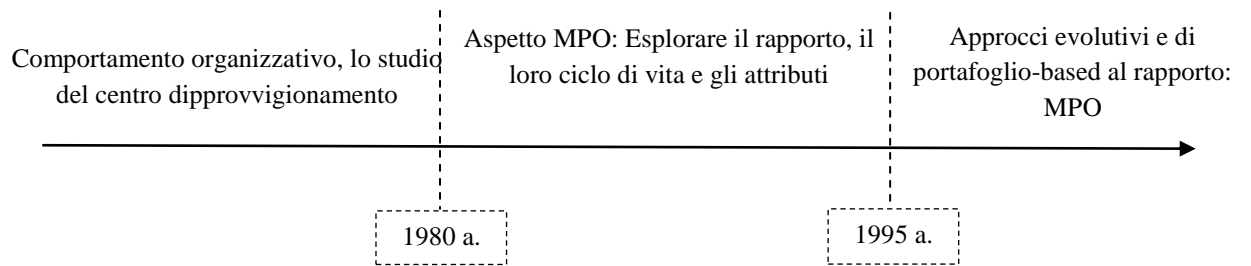 Comportamento organizzativo, lo studio
del centro dipprovvigionamento
Aspetto MPO: Esplorare il rapporto, il
loro ciclo di vita e gli attributi
Approcci evolutivi e di
portafoglio-based al rapporto:
MPO
1980 a.
1995 a.